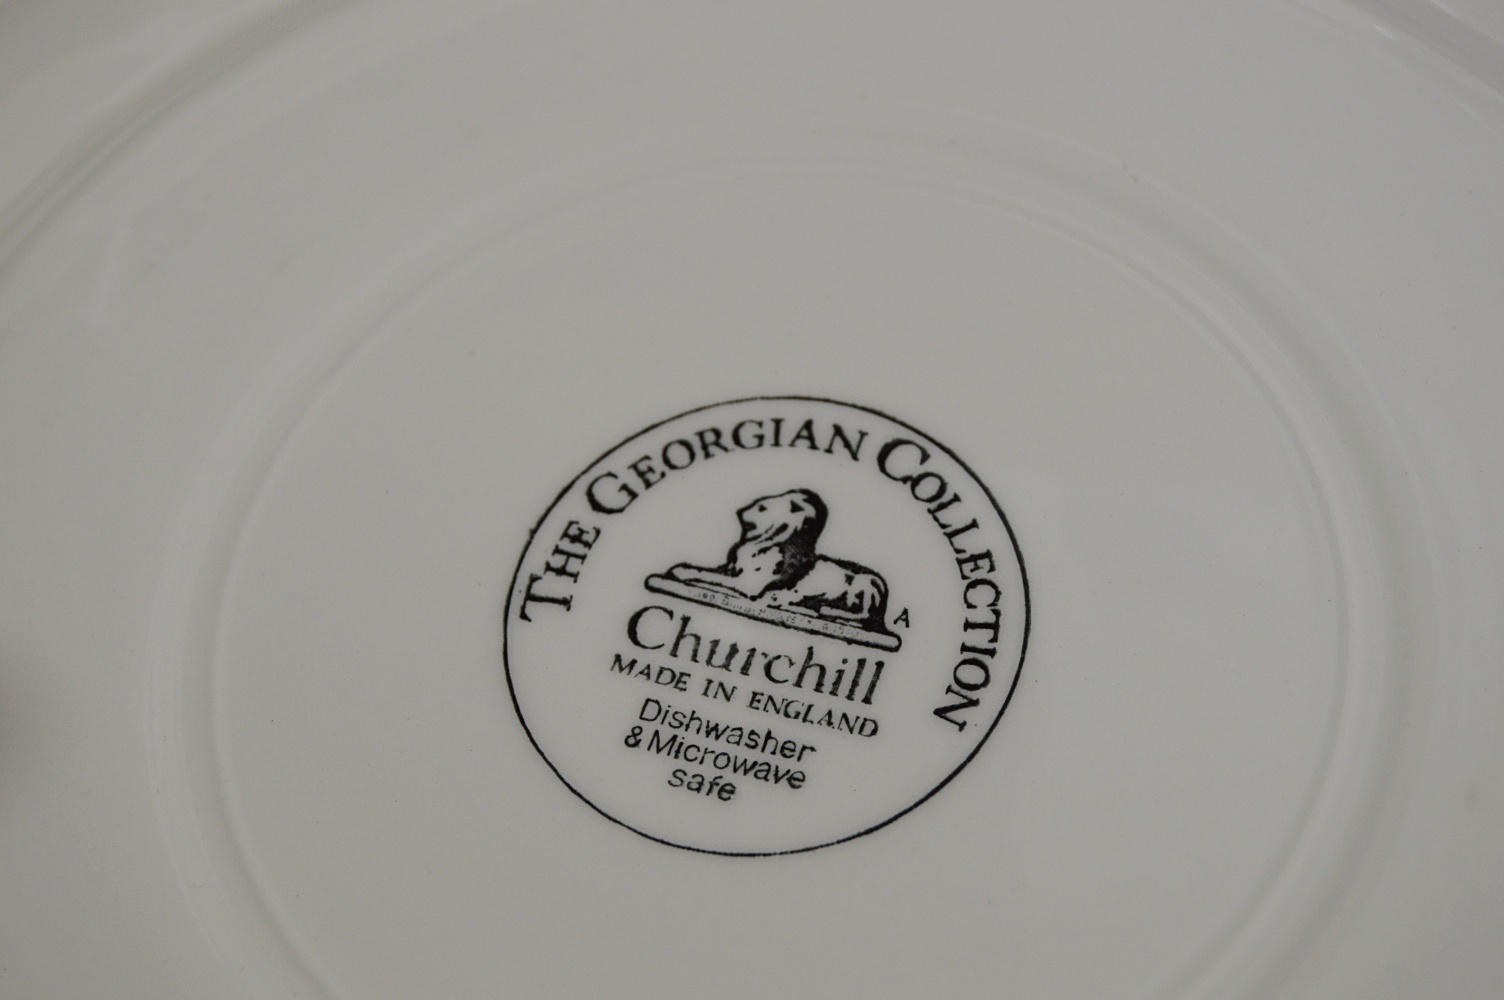 THE GEORGIAN COLLECTION
A
Churchill
MADE IN ENGLAND
Dishwasher
& Microwave
safe